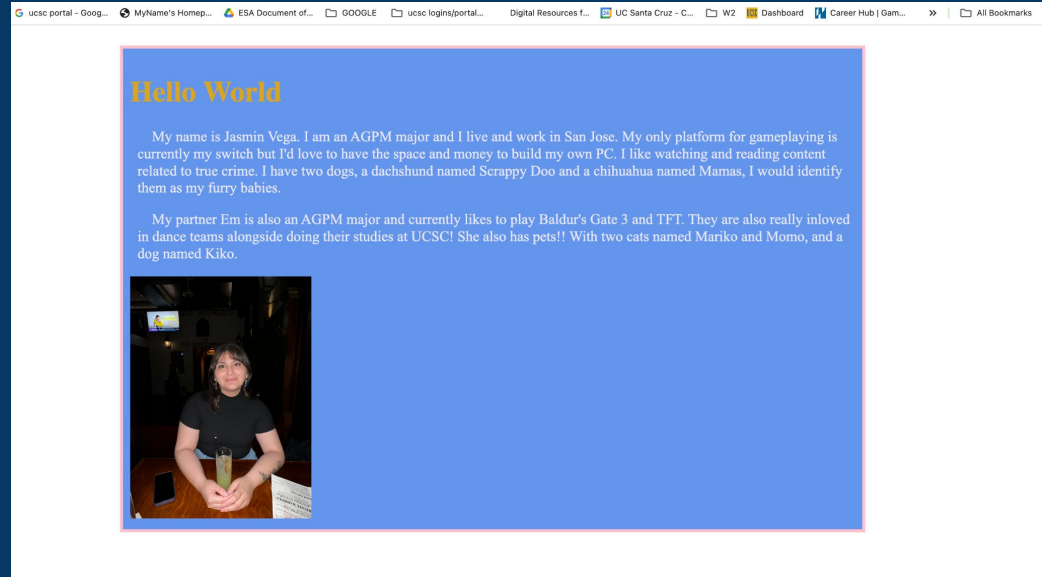 ucsc portal - Goog...
MyName's Homep...
ESA Document of...
GOOGLE
ucsc logins/portal...
Digital Resources f...
24
UC Santa Cruz - C...
W2
Dashboard
Career Hub | Gam...
»
All Bookmarks
Hello World
My name is Jasmin Vega. I am an AGPM major and I live and work in San Jose. My only platform for gameplaying is
currently my switch but I'd love to have the space and money to build my own PC. I like watching and reading content
related to true crime. I have two dogs, a dachshund named Scrappy Doo and a chihuahua named Mamas, I would identify
them as my furry babies.
My partner Em is also an AGPM major and currently likes to play Baldur's Gate 3 and TFT. They are also really inloved
in dance teams alongside doing their studies at UCSC! She also has pets!! With two cats named Mariko and Momo, and a
dog named Kiko.